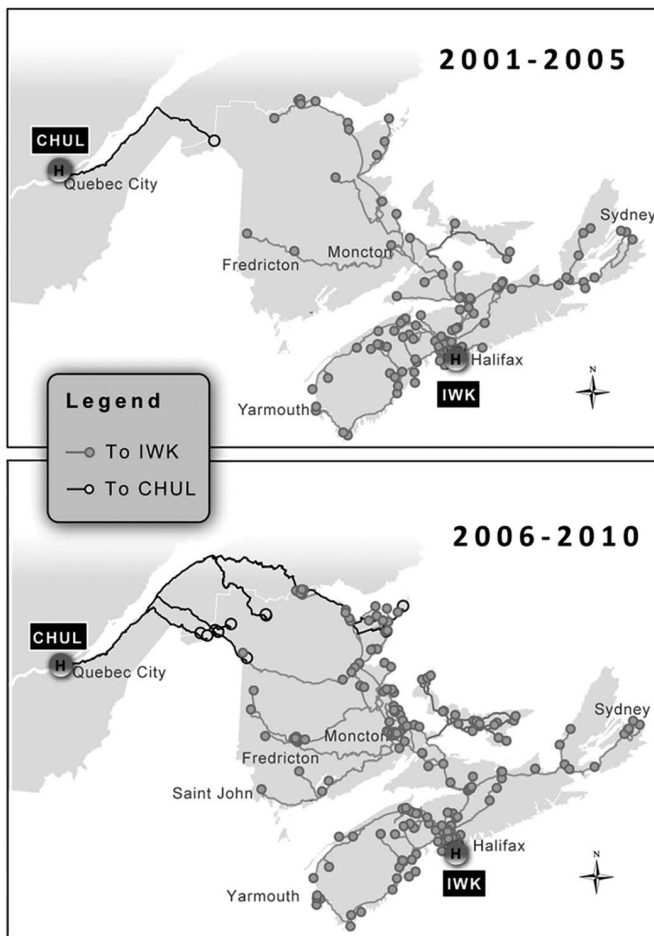 2001-2005
CHUL
H
Quebec City
Sydney
Moncton
Fredricton
H
Halifax
IWK
Yarmouth
N
Legend
To IWK
To CHUL
2006-2010
CHUL
H
Quebec City
Sydney
Moncton
Fredricton
Saint John
Halifax
H
IWK
Yarmouth
N